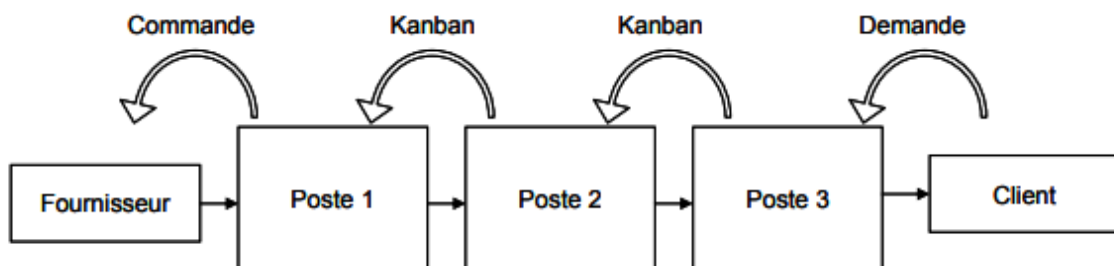 Commande
Kanban
Kanban
Demande
Fournisseur
Poste 1
Poste 2
Poste 3
Client